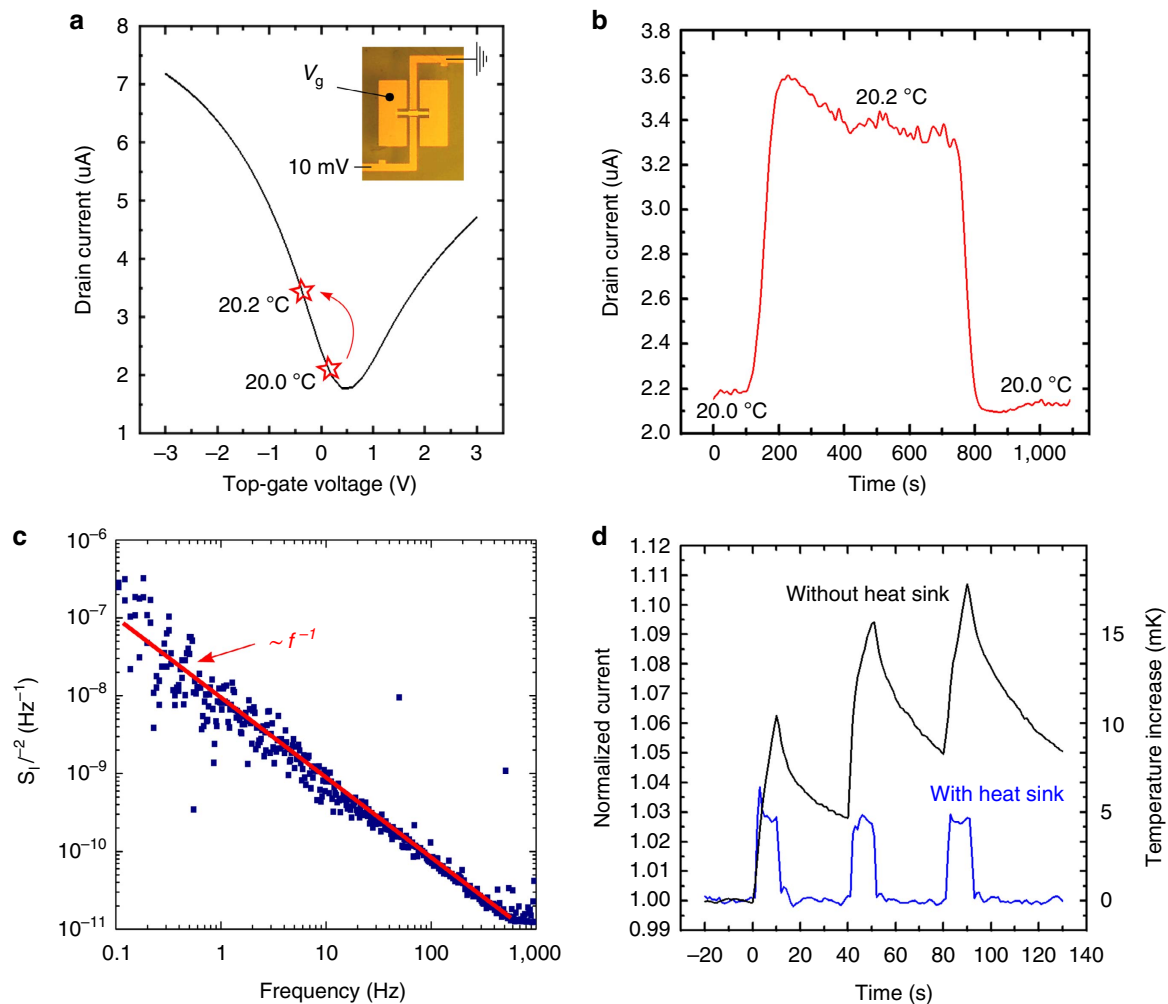 a
8
7
6
5
4
3
2
1
Drain current (uA)
Vg
10 mV
20.2 °C
20.0 °C
–3 –2 –1 0 1 2 3
Top-gate voltage (V)
b
3.8
3.6
3.4
3.2
3.0
2.8
2.6
2.4
2.2
2.0
Drain current (uA)
20.2 °C
20.0 °C
20.0 °C
0 200 400 600 800 1,000
Time (s)
c
10⁻⁶
10⁻⁷
10⁻⁸
10⁻⁹
10⁻¹⁰
10⁻¹¹
S_I/⁻² (Hz⁻¹)
~ f⁻¹
0.1 1 10 100 1,000
Frequency (Hz)
d
1.12
1.11
1.10
1.09
1.08
1.07
1.06
1.05
1.04
1.03
1.02
1.01
1.00
0.99
Normalized current
Without heat sink
With heat sink
15
10
5
0
Temperature increase (mK)
–20 0 20 40 60 80 100 120 140
Time (s)